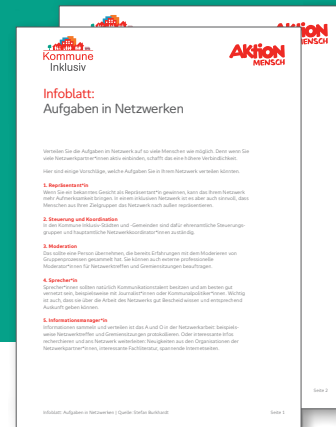 Kommune
Inklusiv
AKTiON
MENSCH
MENSCH
Infoblatt:
Aufgaben in Netzwerken
Verteilen Sie die Aufgaben im Netzwerk auf so viele Menschen wie möglich. Denn wenn Sie
viele Netzwerkpartner*innen aktiv einbinden, schafft das eine höhere Verbindlichkeit.
Hier sind einige Vorschläge, welche Aufgaben Sie in Ihrem Netzwerk verteilen könnten.
1. Repräsentant*in
Wenn Sie ein bekanntes Gesicht als Repräsentant*in gewinnen, kann das Ihrem Netzwerk
mehr Aufmerksamkeit bringen. In einem inklusiven Netzwerk ist es aber auch sinnvoll, dass
Menschen aus Ihrer Zielgruppen das Netzwerk nach außen repräsentieren.
2. Steuerung und Koordination
In den Kommune Inklusiv-Städten und -Gemeinden sind dafür ehrenamtliche Steuerungs-
gruppen und hauptamtliche Netzwerkkoordinator*innen zuständig.
3. Moderation
Das sollte eine Person übernehmen, die bereits Erfahrungen mit dem Moderieren von
Gruppenprozessen gesammelt hat. Sie können auch externe professionelle
Moderator*innen für Netzwerktreffen und Gremiensitzungen beauftragen.
4. Sprecher*in
Sprecher*innen sollten natürlich Kommunikationstalent besitzen und am besten gut
vernetzt sein, beispielsweise mit Journalist*innen oder Kommunalpolitiker*innen. Wichtig
ist auch, dass sie über die Arbeit des Netzwerks gut Bescheid wissen und entsprechend
Auskunft geben können.
5. Informationsmanager*in
Informationen sammeln und verteilen ist das A und O in der Netzwerkarbeit: beispiels-
weise Netzwerktreffen und Gremiensitzungen protokollieren. Oder interessante Infos
recherchieren und ans Netzwerk weiterleiten: Neuigkeiten aus den Organisationen der
Netzwerkpartner*innen, interessante Fachliteratur, spannende Internetseiten.
Infoblatt: Aufgaben in Netzwerken / Quelle: Stefan Burkhardt
Seite 1
Seite 2